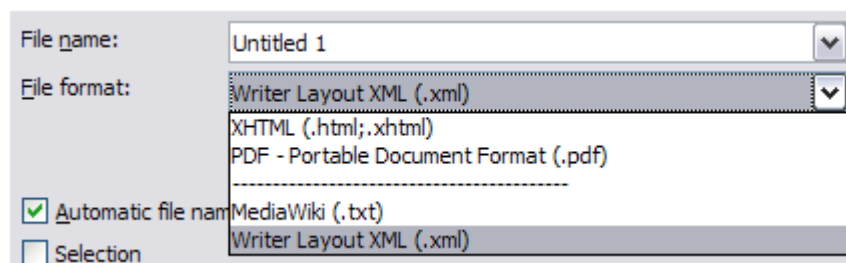 File name:
Untitled 1
File format:
Writer Layout XML (.xml)
XHTML (.html;.xhtml)
PDF - Portable Document Format (.pdf)
------------------------------------------
Automatic file nam
MediaWiki (.txt)
Writer Layout XML (.xml)
Selection